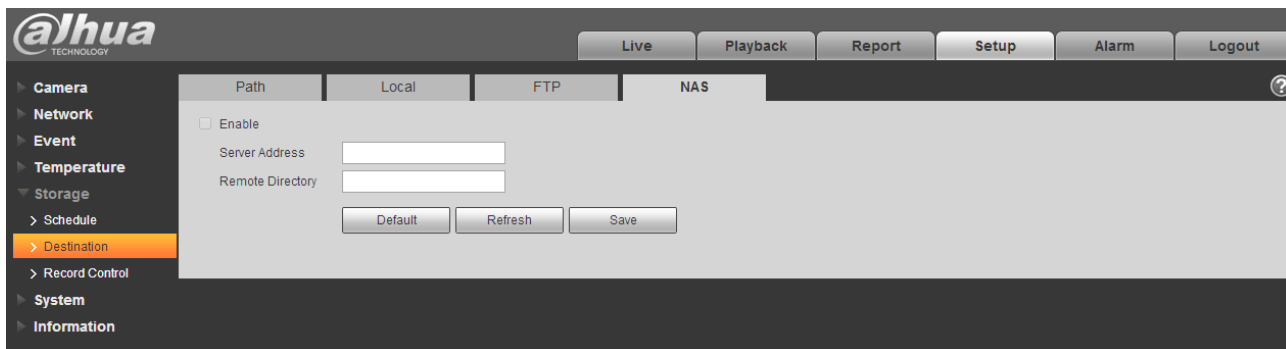 alhua
TECHNOLOGY
Live Playback Report Setup Alarm Logout
Camera
Network
Event
Temperature
Storage
Schedule
Destination
Record Control
System
Information
Path Local FTP NAS
Enable
Server Address
Remote Directory
Default Refresh Save
?